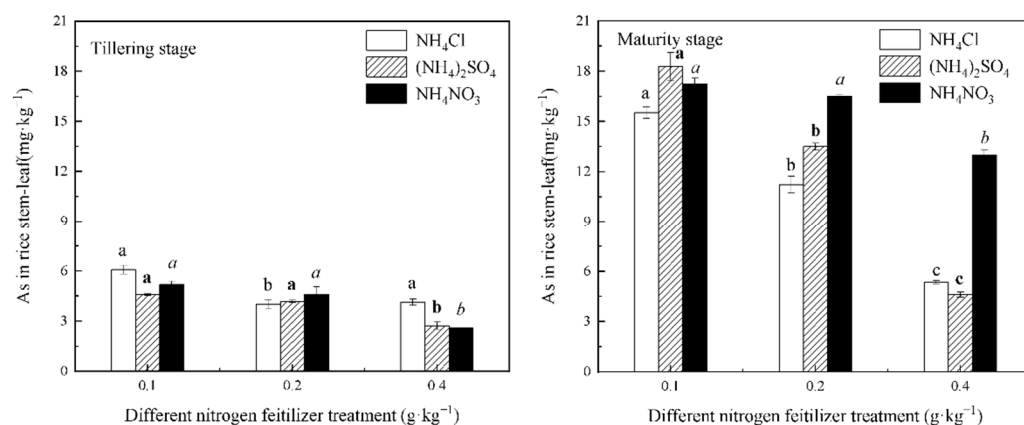 21
18
15
12
9
6
3
0
As in rice stem-leaf(mg·kg⁻¹)
Tillering stage
NH₄Cl
(NH₄)₂SO₄
NH₄NO₃
a
a
a
b
a
a
a
b
b
0.1
0.2
0.4
Different nitrogen feitilizer treatment (g·kg⁻¹)
21
18
15
12
9
6
3
0
As in rice stem-leaf(mg·kg⁻¹)
Maturity stage
NH₄Cl
(NH₄)₂SO₄
NH₄NO₃
a
a
a
b
b
a
c
c
b
0.1
0.2
0.4
Different nitrogen feitilizer treatment (g·kg⁻¹)